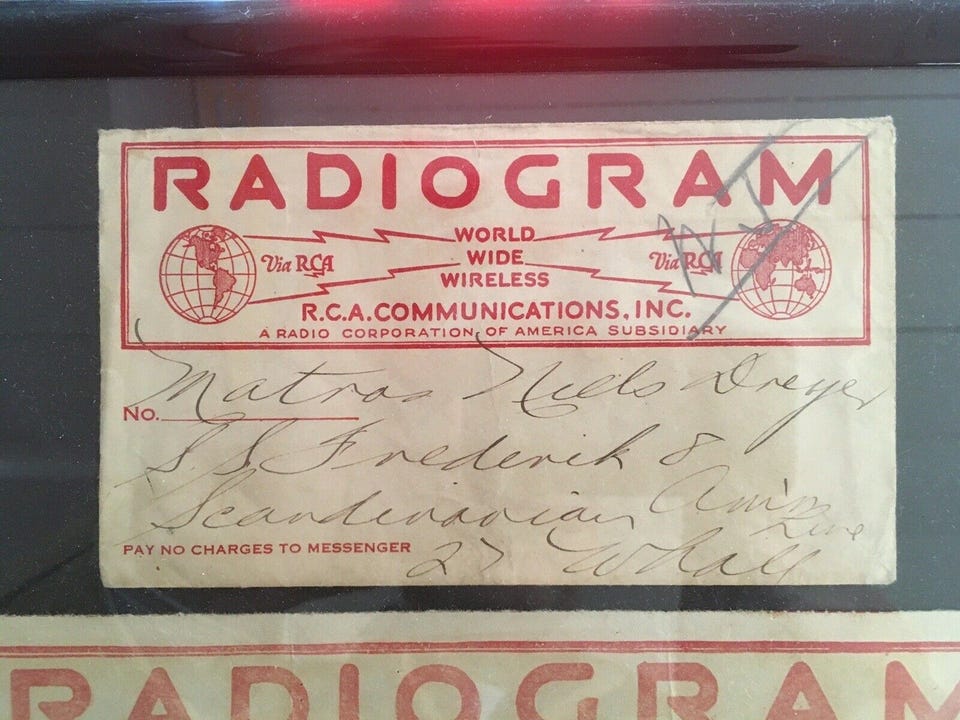 RADIOGRAM
WORLD
Via RCA WIDE Via RCA
WIRELESS
R.C.A. COMMUNICATIONS, INC.
A RADIO CORPORATION OF AMERICA SUBSIDIARY
Matros Niels Dreyer
No.
S.S. Frederik 8
Scandinavian Am'n
Line
PAY NO CHARGES TO MESSENGER
27 Whall
RADIOGRAM